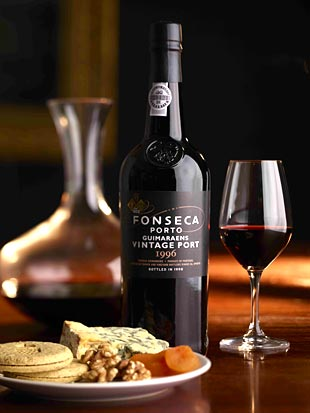 FONSECA
PORTO
GUIMARAENS
VINTAGE PORT
1996
BOTTLED IN 1998